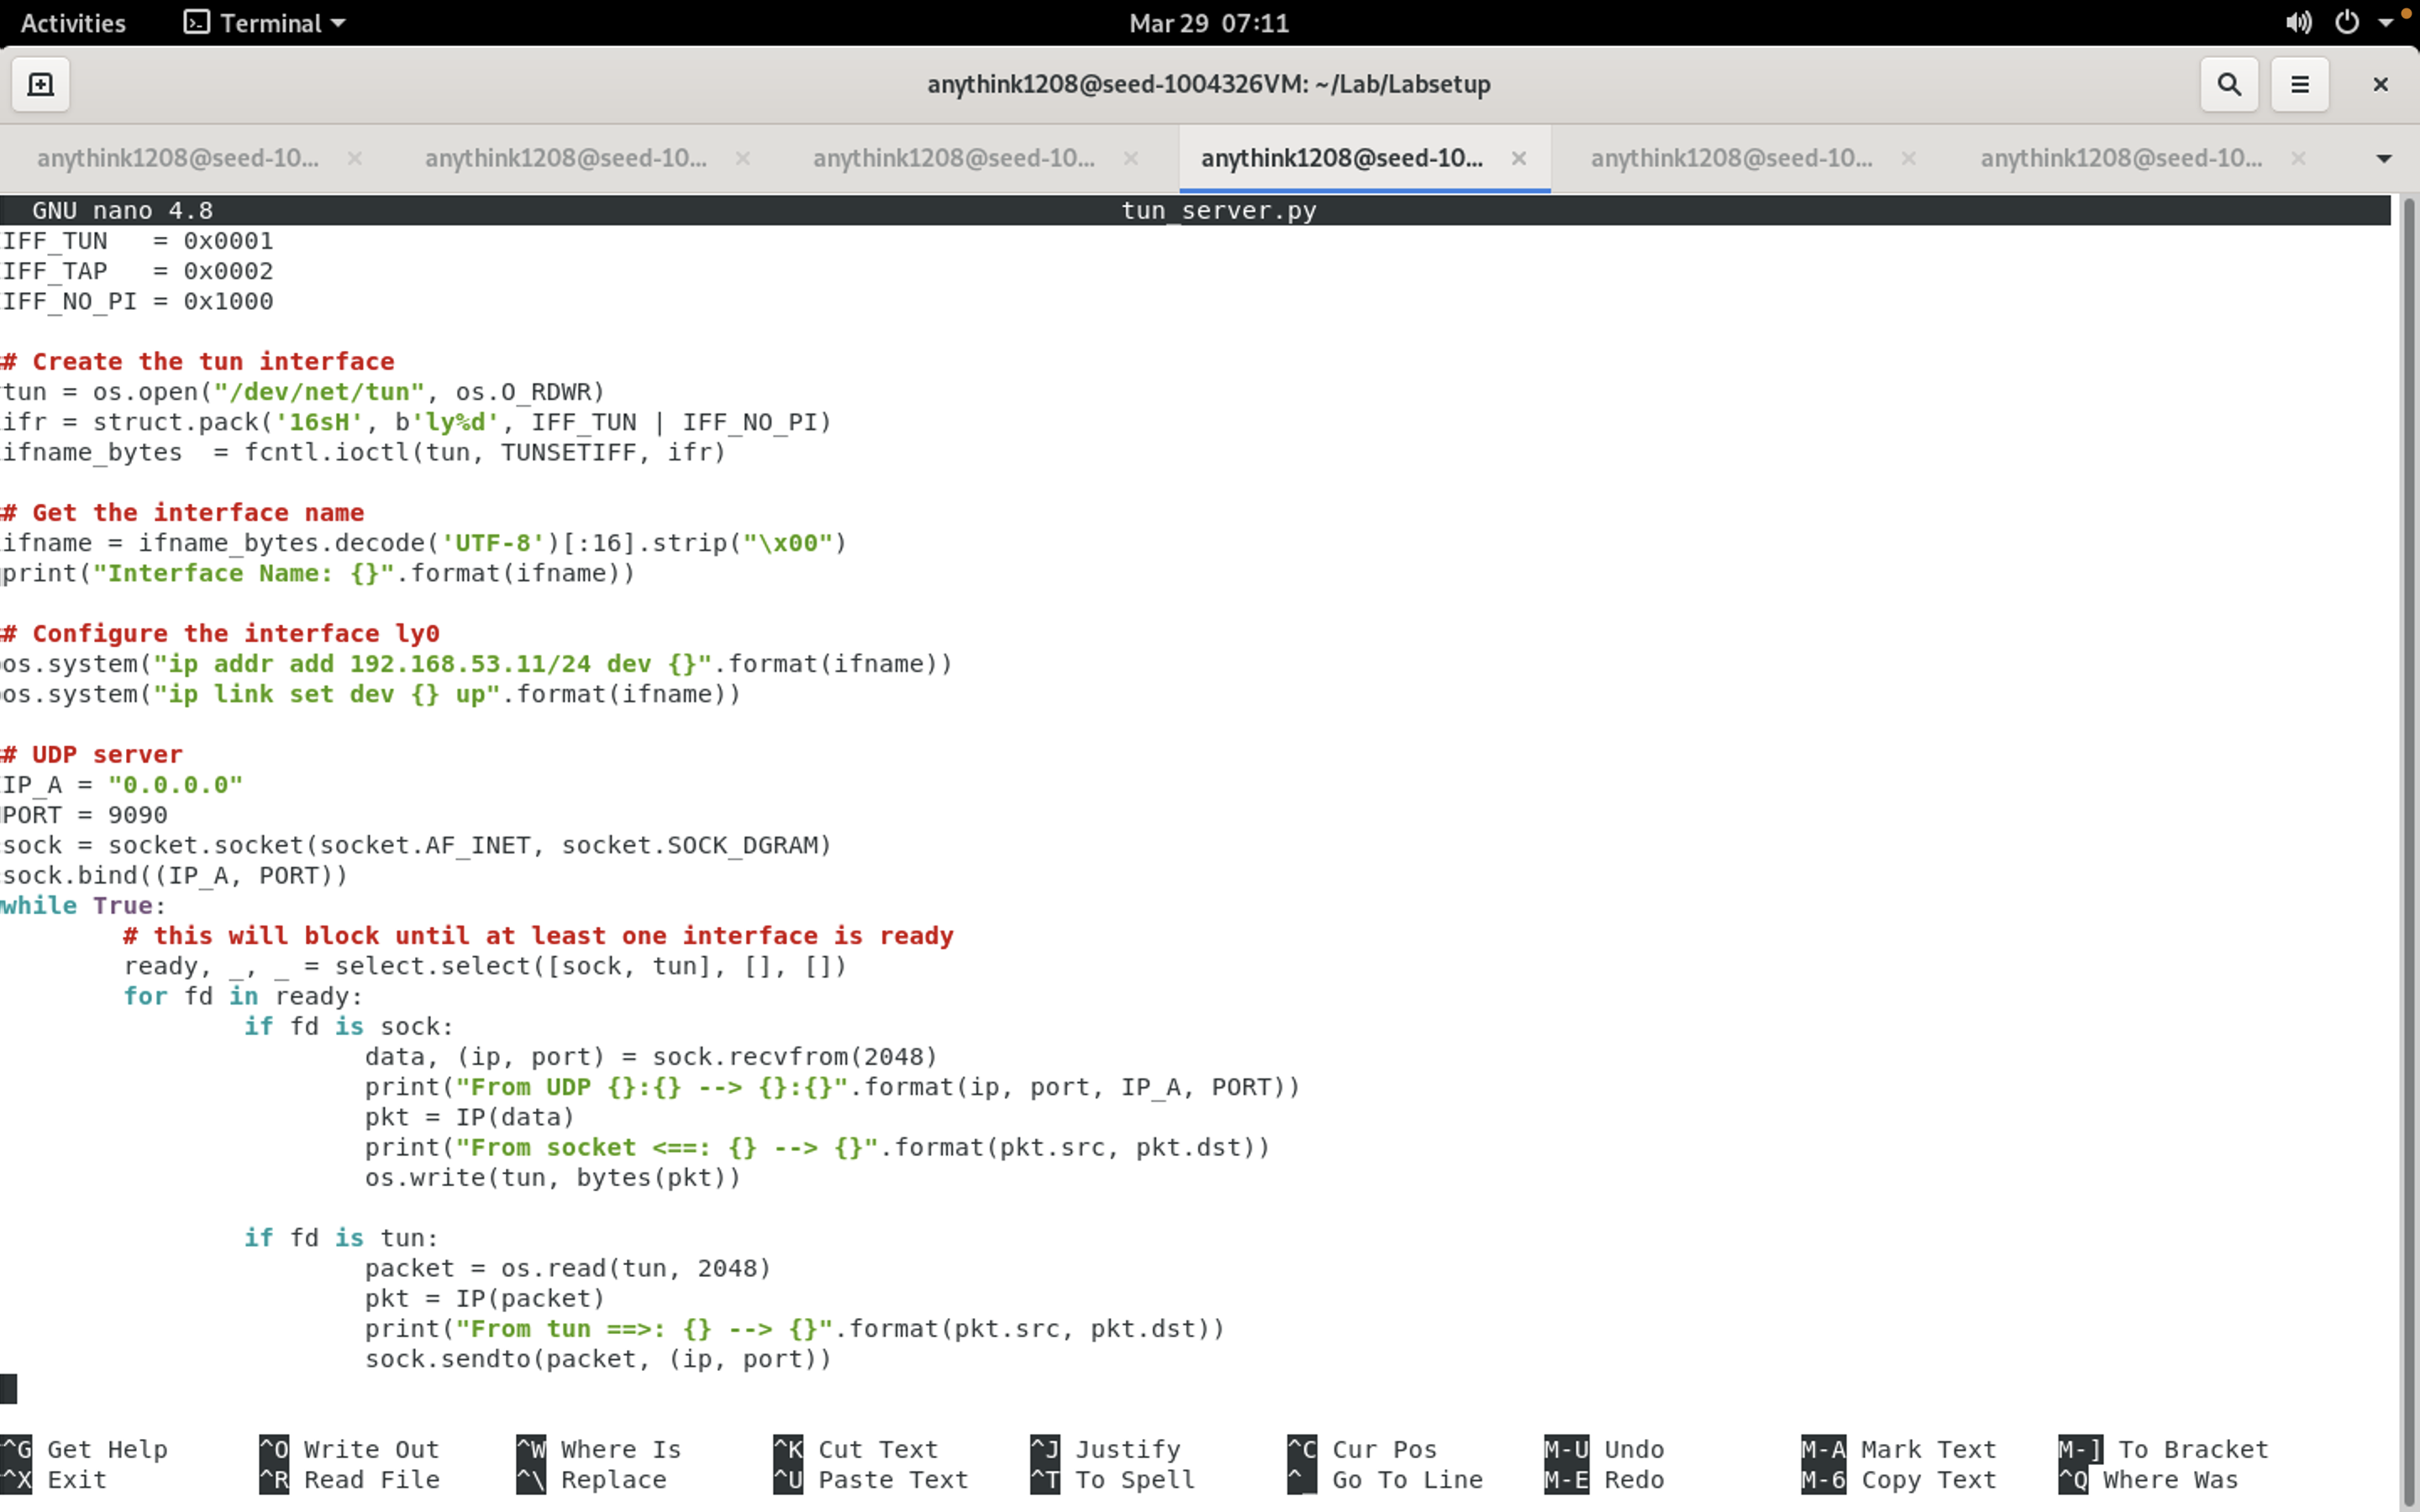 Activities Terminal Mar 29 07:11
anythink1208@seed-1004326VM: ~/Lab/Labsetup
anythink1208@seed-10... anythink1208@seed-10... anythink1208@seed-10... anythink1208@seed-10... anythink1208@seed-10... anythink1208@seed-10...
GNU nano 4.8 tun_server.py
IFF_TUN   = 0x0001
IFF_TAP   = 0x0002
IFF_NO_PI = 0x1000
# Create the tun interface
tun = os.open("/dev/net/tun", os.O_RDWR)
ifr = struct.pack('16sH', b'ly%d', IFF_TUN | IFF_NO_PI)
ifname_bytes  = fcntl.ioctl(tun, TUNSETIFF, ifr)
# Get the interface name
ifname = ifname_bytes.decode('UTF-8')[:16].strip("\x00")
print("Interface Name: {}".format(ifname))
# Configure the interface ly0
os.system("ip addr add 192.168.53.11/24 dev {}".format(ifname))
os.system("ip link set dev {} up".format(ifname))
# UDP server
IP_A = "0.0.0.0"
PORT = 9090
sock = socket.socket(socket.AF_INET, socket.SOCK_DGRAM)
sock.bind((IP_A, PORT))
while True:
        # this will block until at least one interface is ready
        ready, _, _ = select.select([sock, tun], [], [])
        for fd in ready:
                if fd is sock:
                        data, (ip, port) = sock.recvfrom(2048)
                        print("From UDP {}:{} --> {}:{}".format(ip, port, IP_A, PORT))
                        pkt = IP(data)
                        print("From socket <==: {} --> {}".format(pkt.src, pkt.dst))
                        os.write(tun, bytes(pkt))
                if fd is tun:
                        packet = os.read(tun, 2048)
                        pkt = IP(packet)
                        print("From tun ==>: {} --> {}".format(pkt.src, pkt.dst))
                        sock.sendto(packet, (ip, port))
^G Get Help ^O Write Out ^W Where Is ^K Cut Text ^J Justify ^C Cur Pos M-U Undo M-A Mark Text M-] To Bracket
^X Exit ^R Read File ^\ Replace ^U Paste Text ^T To Spell ^_ Go To Line M-E Redo M-6 Copy Text ^Q Where Was